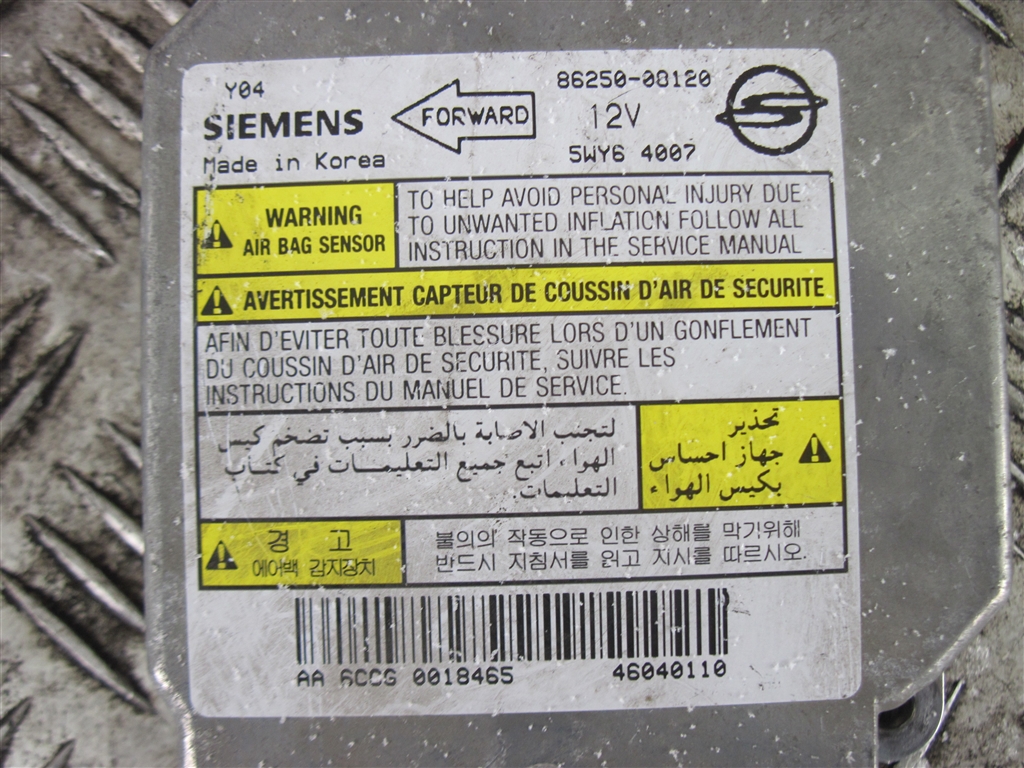 Y04
SIEMENS
Made in Korea
FORWARD
86250-08120
12V
5WY6 4007
WARNING
AIR BAG SENSOR
TO HELP AVOID PERSONAL INJURY DUE
TO UNWANTED INFLATION FOLLOW ALL
INSTRUCTION IN THE SERVICE MANUAL
AVERTISSEMENT CAPTEUR DE COUSSIN D'AIR DE SECURITE
AFIN D'EVITER TOUTE BLESSURE LORS D'UN GONFLEMENT
DU COUSSIN D'AIR DE SECURITE, SUIVRE LES
INSTRUCTIONS DU MANUEL DE SERVICE.
تحذير
جهاز احساس
بكيس الهواء
لتجنب الاصابة بالضرر بسبب تضخم كيس
الهواء، اتبع جميع التعليمات في كتاب
التعليمات.
경 고
에어백 감지장치
불의의 작동으로 인한 상해를 막기위해
반드시 지침서를 읽고 지시를 따르시오.
AA 6CCG 0018465
46040110